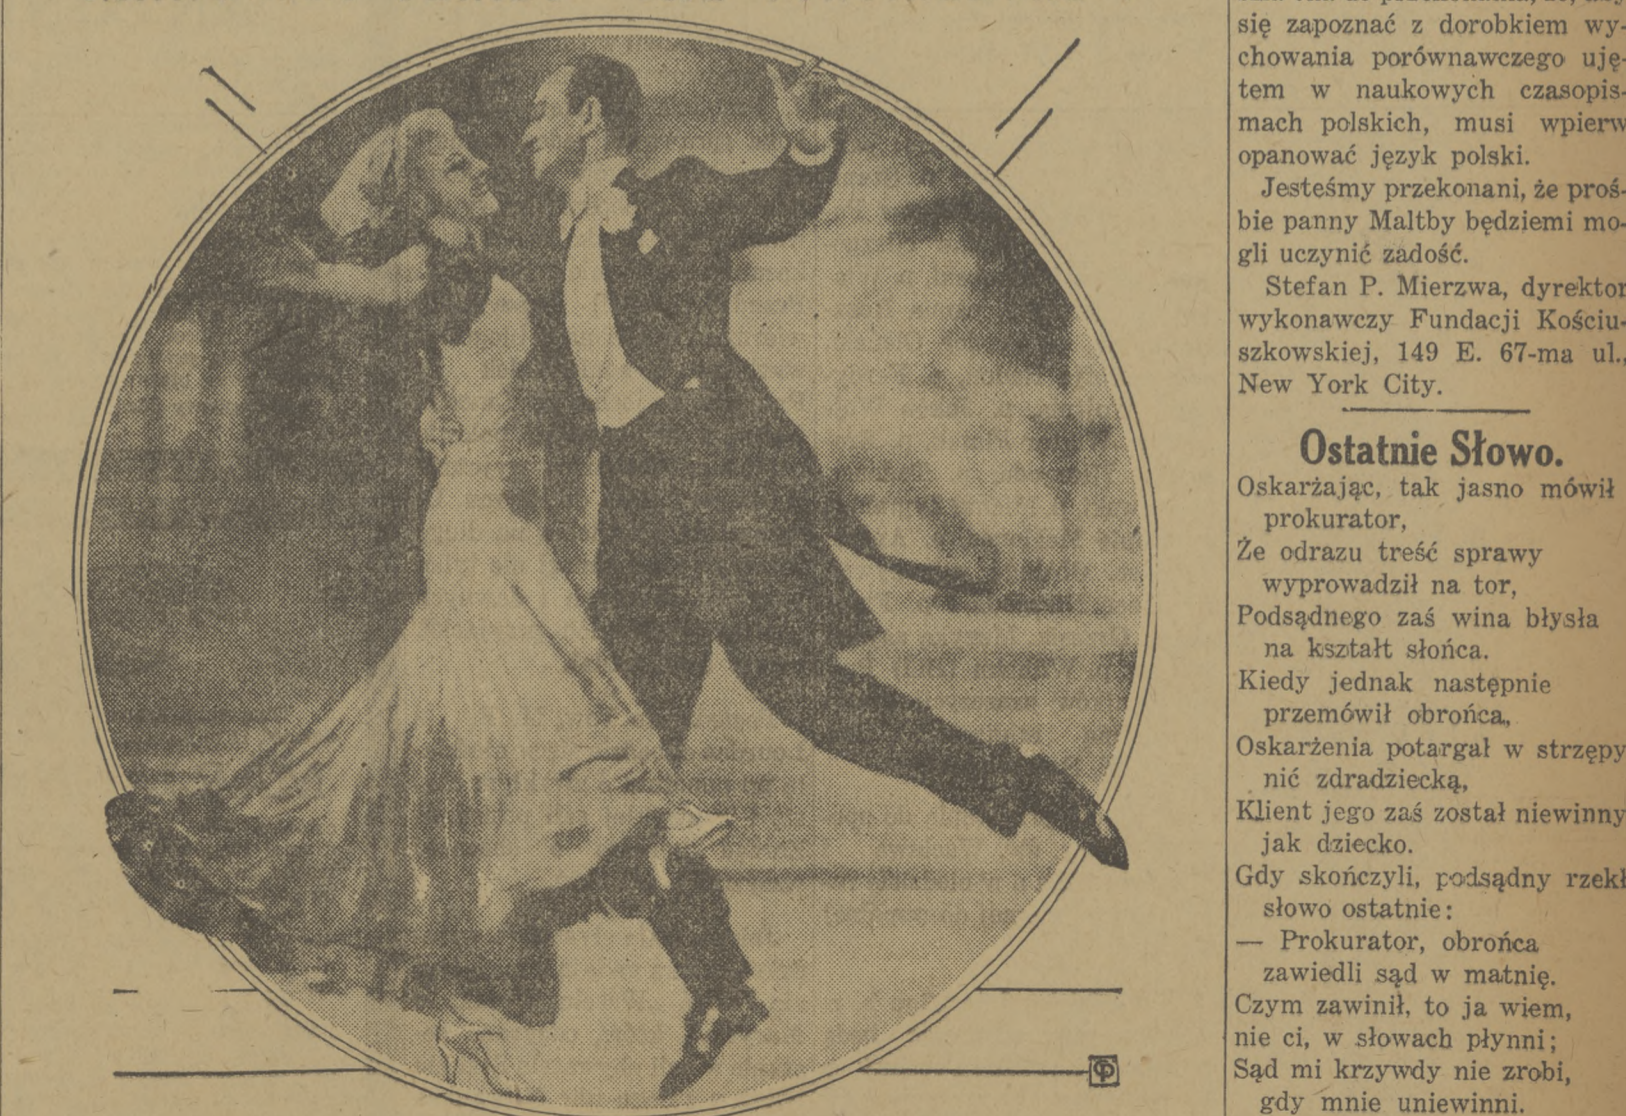 się zapoznać z dorobkiem wy-
chowania porównawczego uję-
tem w naukowych czasopis-
mach polskich, musi wpierw
opanować język polski.
Jesteśmy przekonani, że proś-
bie panny Maltby będziemi mo-
gli uczynić zadość.
Stefan P. Mierzwa, dyrektor
wykonawczy Fundacji Kościu-
szkowskiej, 149 E. 67-ma ul.,
New York City.
Ostatnie Słowo.
Oskarżając, tak jasno mówił
prokurator,
Że odrazu treść sprawy
wyprowadził na tor,
Podsądnego zaś wina błysła
na kształt słońca.
Kiedy jednak następnie
przemówił obrońca,
Oskarżenia potargał w strzępy
nić zdradziecką,
Klient jego zaś został niewinny
jak dziecko.
Gdy skończyli, podsądny rzekł
słowo ostatnie:
— Prokurator, obrońca
zawiedli sąd w matnię.
Czym zawinił, to ja wiem,
nie ci, w słowach płynni;
Sąd mi krzywdy nie zrobi,
gdy mnie uniewinni.